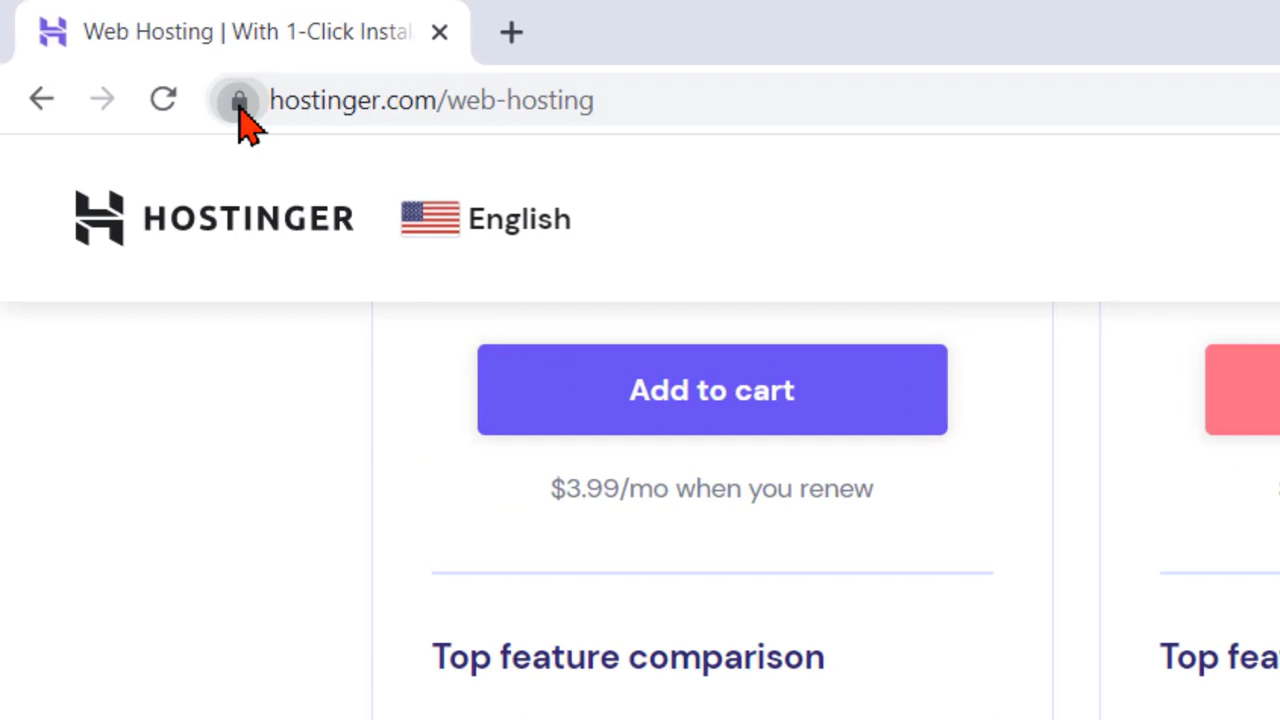 Web Hosting | With 1-Click Instal
hostinger.com/web-hosting
HOSTINGER
English
Add to cart
$3.99/mo when you renew
Top feature comparison
Top fea